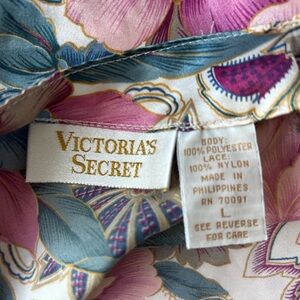 VICTORIA'S
SECRET
BODY:
100% POLYESTER
LACE:
100% NYLON
MADE IN
PHILIPPINES
RN 70091
L
SEE REVERSE
FOR CARE